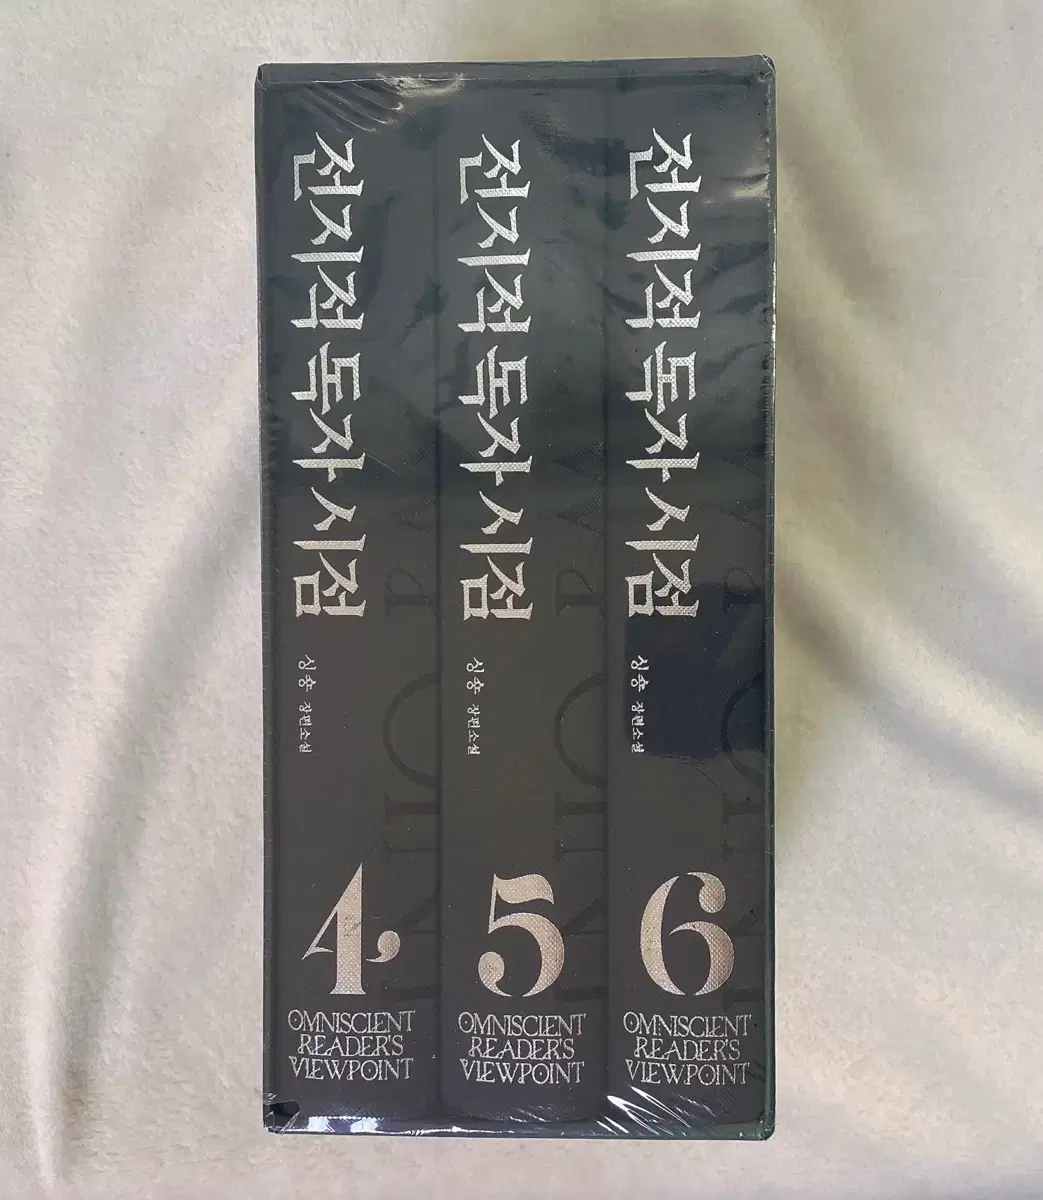 전지적 독자 시점
싱숑 장편소설
4
OMNISCIENT
READER'S
VIEWPOINT
전지적 독자 시점
싱숑 장편소설
5
OMNISCIENT
READER'S
VIEWPOINT
전지적 독자 시점
싱숑 장편소설
6
OMNISCIENT
READER'S
VIEWPOINT